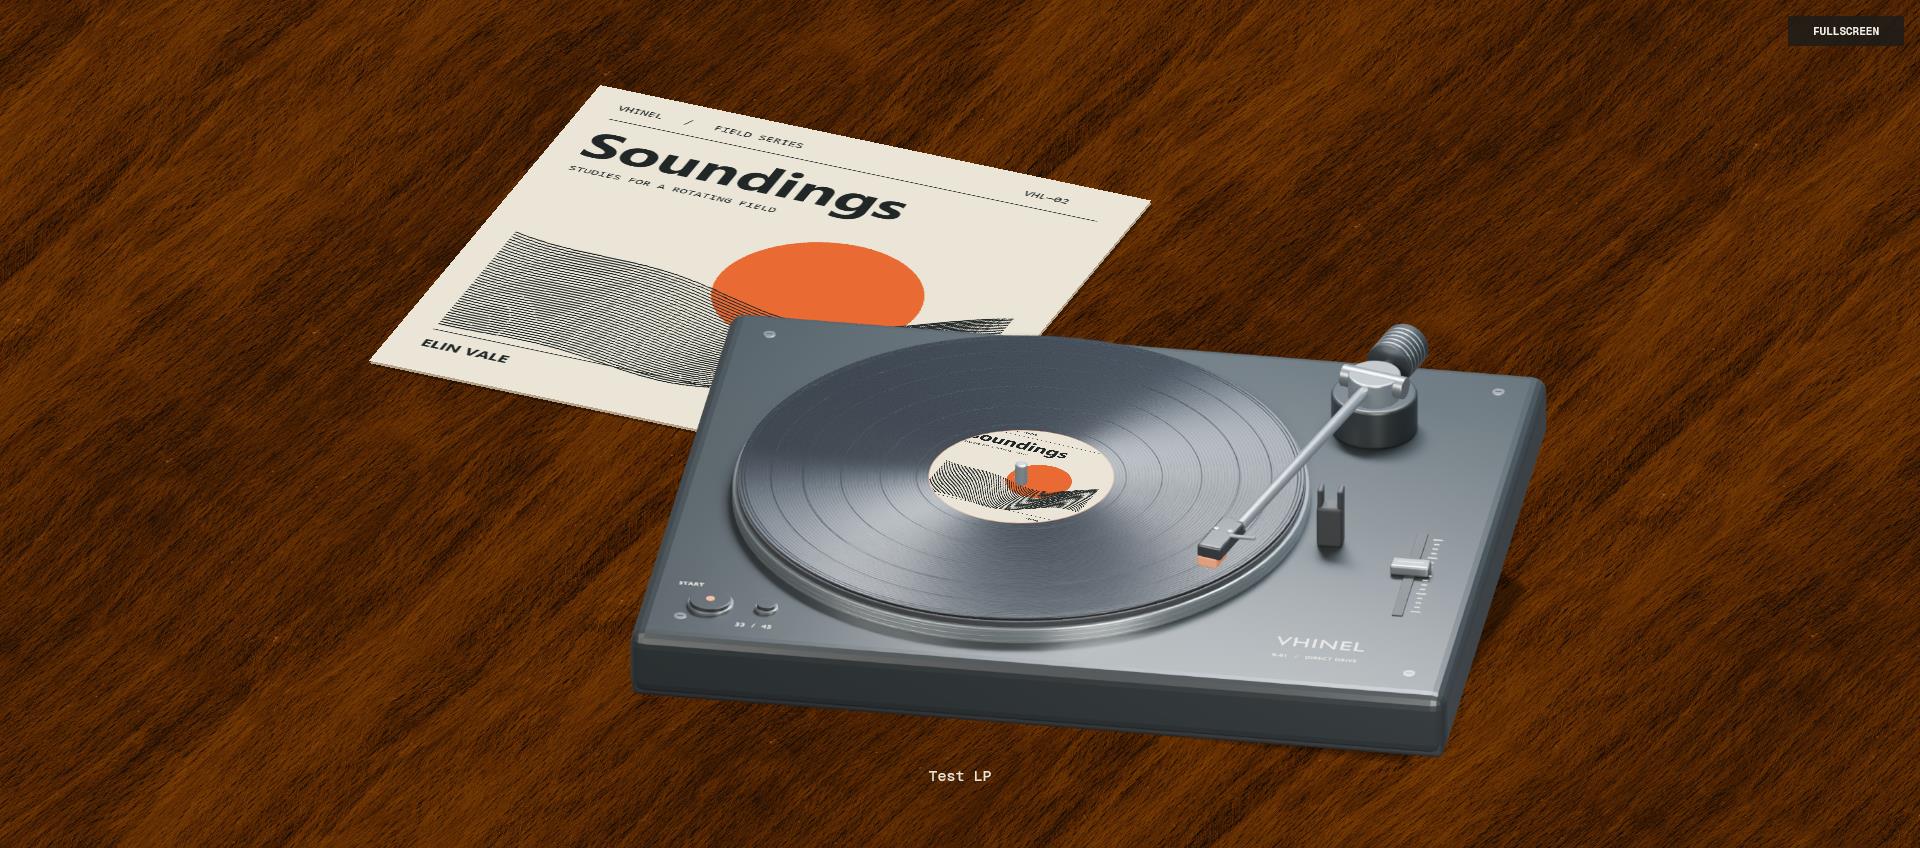 FULLSCREEN
VHINEL / FIELD SERIES
VHL-02
Soundings
STUDIES FOR A ROTATING FIELD
ELIN VALE
Soundings
START
33 / 45
VHINEL
DIRECT DRIVE
Test LP